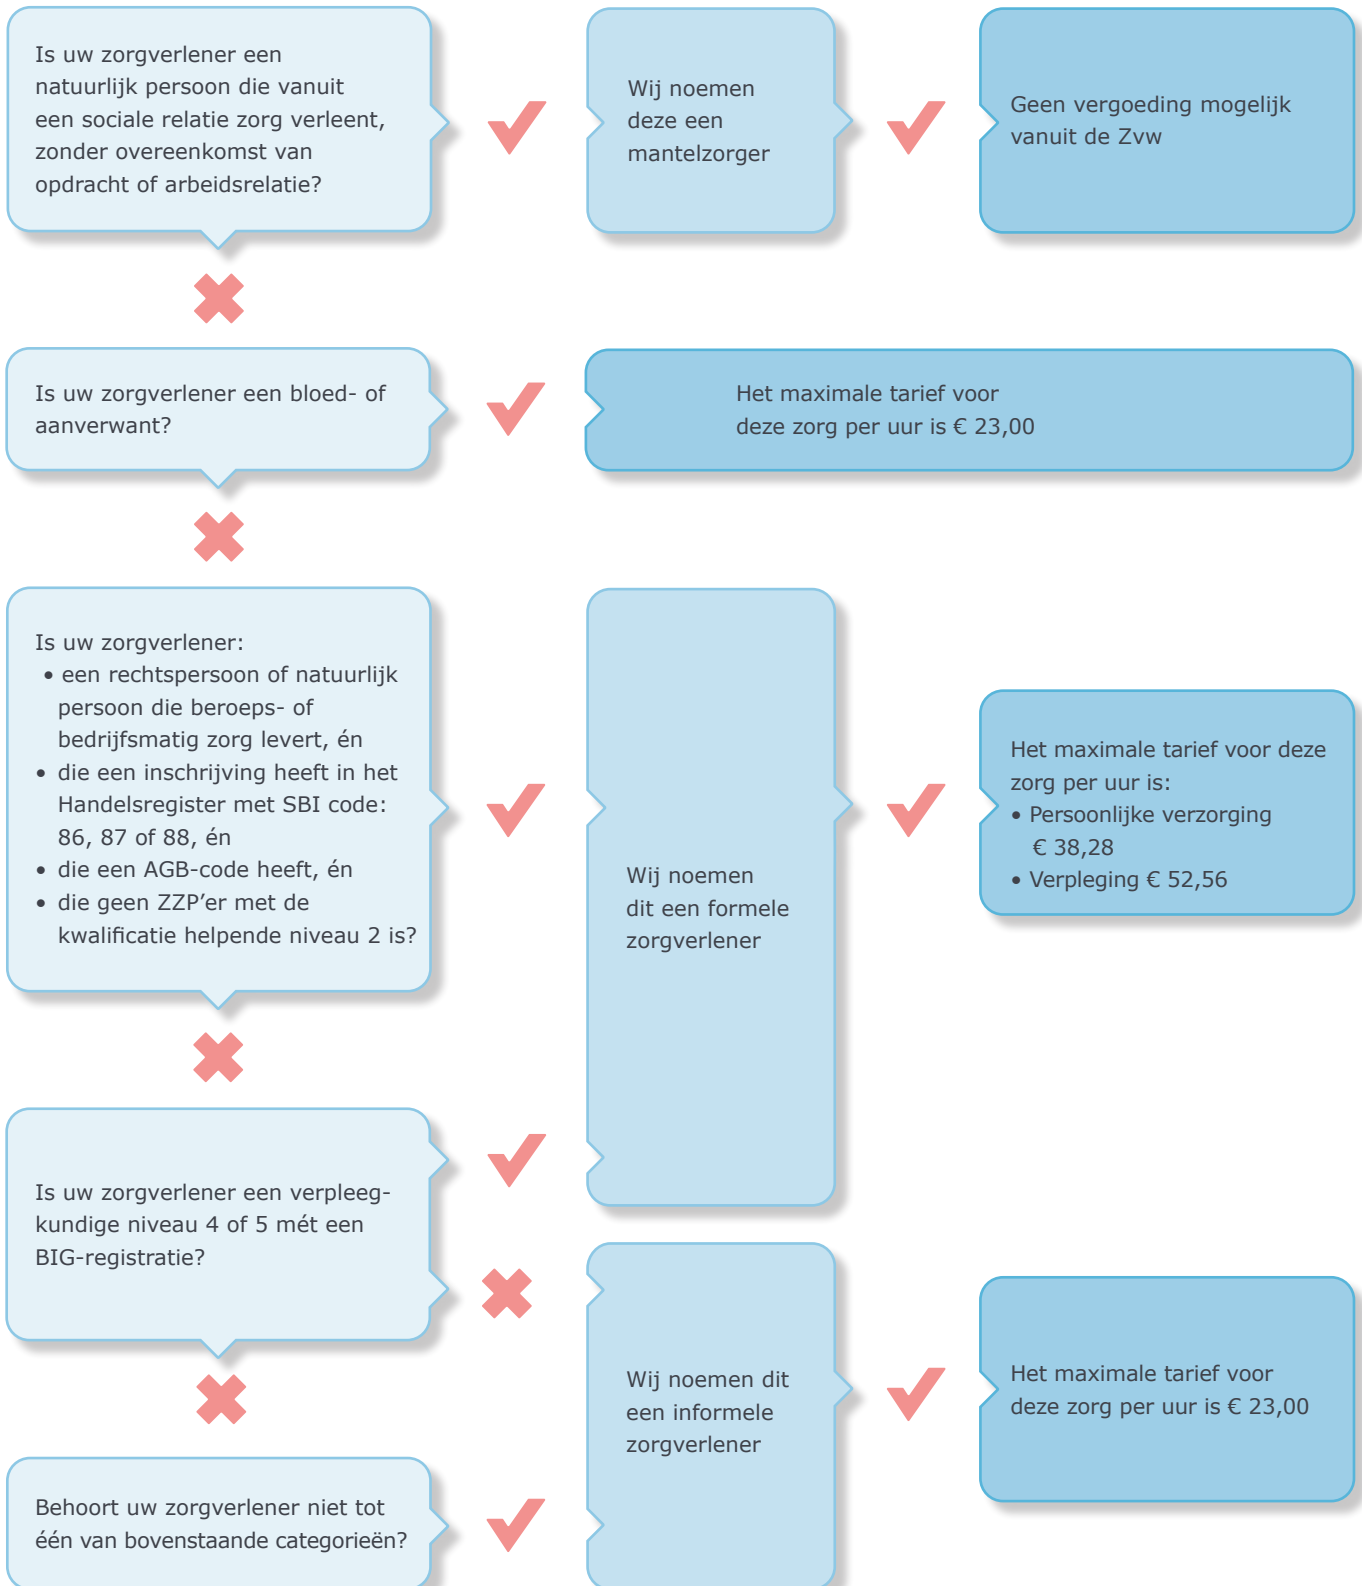 Is uw zorgverlener een
natuurlijk persoon die vanuit
een sociale relatie zorg verleent,
zonder overeenkomst van
opdracht of arbeidsrelatie?
Wij noemen
deze een
mantelzorger
Geen vergoeding mogelijk
vanuit de Zvw
Is uw zorgverlener een bloed- of
aanverwant?
Het maximale tarief voor
deze zorg per uur is € 23,00
Is uw zorgverlener:
• een rechtspersoon of natuurlijk
persoon die beroeps- of
bedrijfsmatig zorg levert, én
• die een inschrijving heeft in het
Handelsregister met SBI code:
86, 87 of 88, én
• die een AGB-code heeft, én
• die geen ZZP’er met de
kwalificatie helpende niveau 2 is?
Wij noemen
dit een formele
zorgverlener
Het maximale tarief voor deze
zorg per uur is:
• Persoonlijke verzorging
€ 38,28
• Verpleging € 52,56
Is uw zorgverlener een verpleeg-
kundige niveau 4 of 5 mét een
BIG-registratie?
Wij noemen dit
een informele
zorgverlener
Het maximale tarief voor
deze zorg per uur is € 23,00
Behoort uw zorgverlener niet tot
één van bovenstaande categorieën?